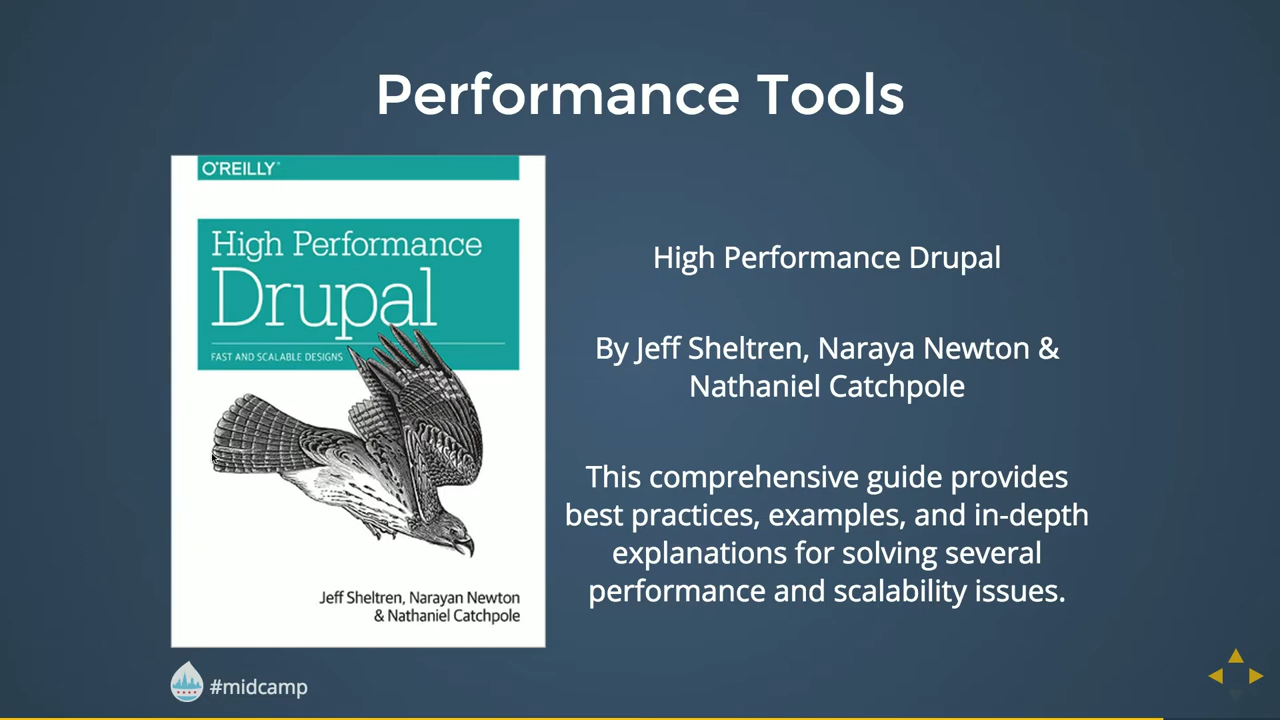 Performance Tools
O'REILLY®
High Performance
Drupal
FAST AND SCALABLE DESIGNS
Jeff Sheltren, Narayan Newton
& Nathaniel Catchpole
High Performance Drupal
By Jeff Sheltren, Naraya Newton &
Nathaniel Catchpole
This comprehensive guide provides
best practices, examples, and in-depth
explanations for solving several
performance and scalability issues.
#midcamp